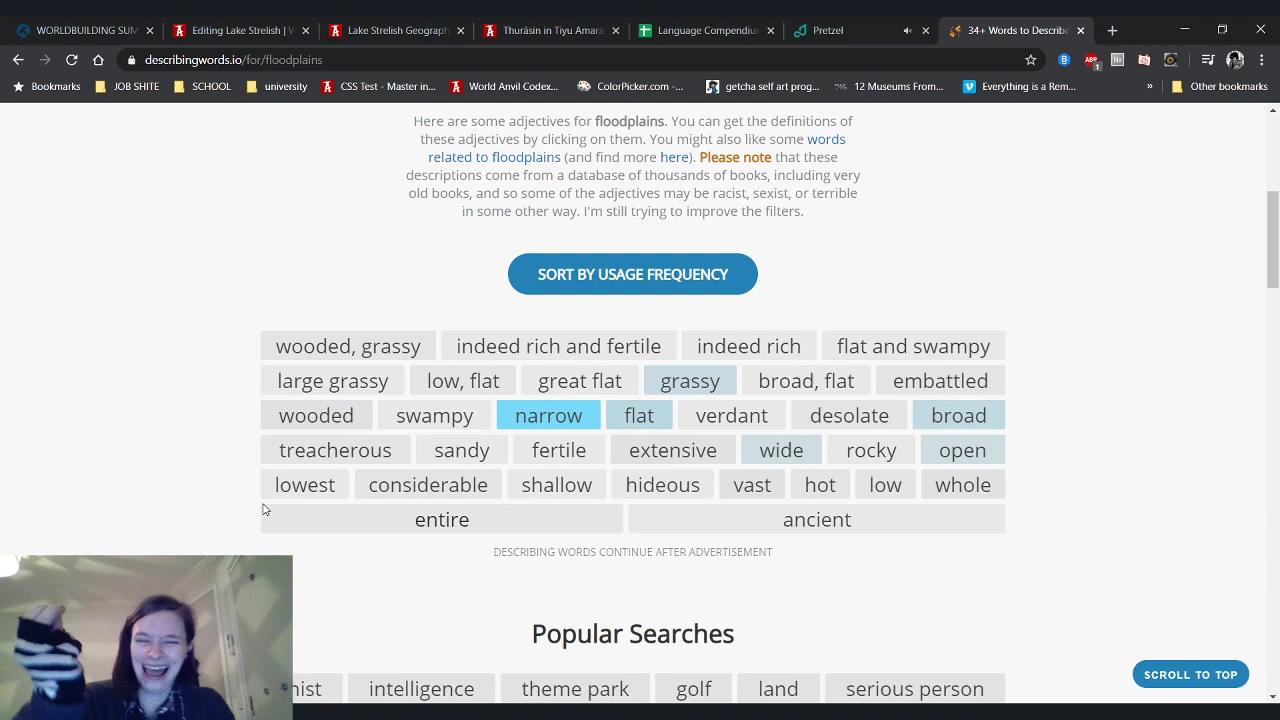 WORLDBUILDING SUM
Editing Lake Strelish | W
Lake Strelish Geograph
Thurásin in Tiyu Amara
Language Compendium
Pretzel
34+ Words to Describe
describingwords.io/for/floodplains
Bookmarks
JOB SHITE
SCHOOL
university
CSS Test - Master in...
World Anvil Codex...
ColorPicker.com -...
getcha self art prog...
12 Museums From...
Everything is a Rem...
»
Other bookmarks
Here are some adjectives for floodplains. You can get the definitions of
these adjectives by clicking on them. You might also like some words
related to floodplains (and find more here). Please note that these
descriptions come from a database of thousands of books, including very
old books, and so some of the adjectives may be racist, sexist, or terrible
in some other way. I'm still trying to improve the filters.
SORT BY USAGE FREQUENCY
wooded, grassy indeed rich and fertile indeed rich flat and swampy
large grassy low, flat great flat grassy broad, flat embattled
wooded swampy narrow flat verdant desolate broad
treacherous sandy fertile extensive wide rocky open
lowest considerable shallow hideous vast hot low whole
entire ancient
DESCRIBING WORDS CONTINUE AFTER ADVERTISEMENT
Popular Searches
nist intelligence theme park golf land serious person
SCROLL TO TOP